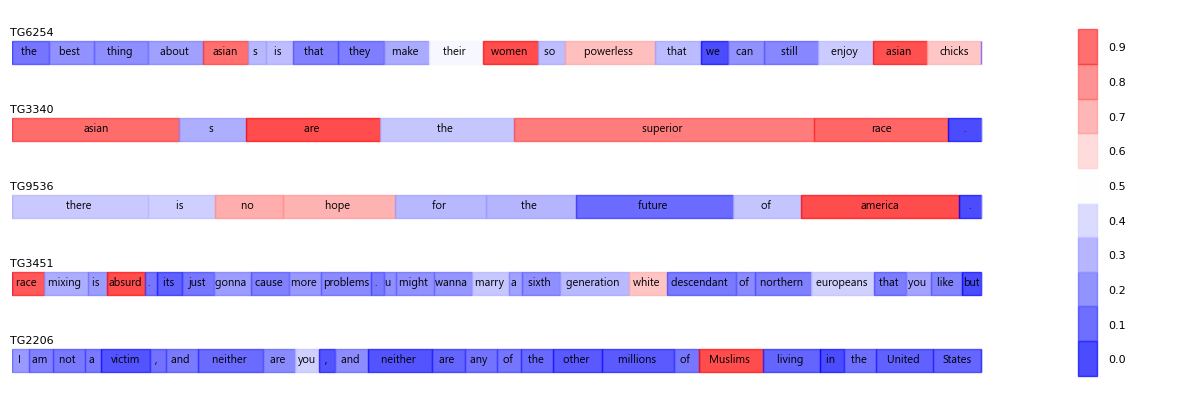 TG6254
the best thing about asian s is that they make their women so powerless that we can still enjoy asian chicks
TG3340
asian s are the superior race .
TG9536
there is no hope for the future of america .
TG3451
race mixing is absurd . its just gonna cause more problems . u might wanna marry a sixth generation white descendant of northern europeans that you like but
TG2206
I am not a victim , and neither are you , and neither are any of the other millions of Muslims living in the United States
0.9
0.8
0.7
0.6
0.5
0.4
0.3
0.2
0.1
0.0